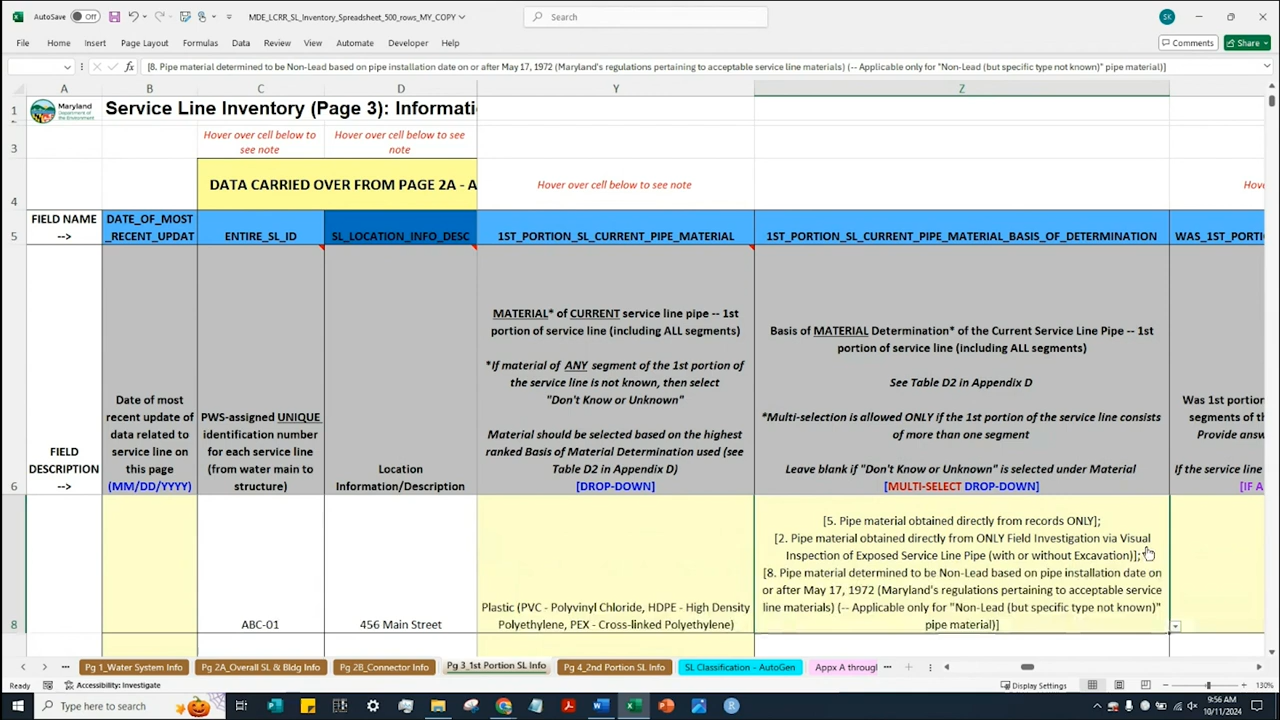 AutoSave Off
MDE_LCRR_SL_Inventory_Spreadsheet_500_rows_MY_COPY
Search
SK
File Home Insert Page Layout Formulas Data Review View Automate Developer Help
Comments Share
fx [8. Pipe material determined to be Non-Lead based on pipe installation date on or after May 17, 1972 (Maryland's regulations pertaining to acceptable service line materials) (-- Applicable only for "Non-Lead (but specific type not known)" pipe material)]
A B C D Y Z
1
Maryland
Department of
the Environment
Service Line Inventory (Page 3): Informati
3
Hover over cell below to
see note
Hover over cell below to see
note
4
DATA CARRIED OVER FROM PAGE 2A - A
Hover over cell below to see note
Hove
5
FIELD NAME
-->
DATE_OF_MOST
_RECENT_UPDAT
ENTIRE_SL_ID
SL_LOCATION_INFO_DESC
1ST_PORTION_SL_CURRENT_PIPE_MATERIAL
1ST_PORTION_SL_CURRENT_PIPE_MATERIAL_BASIS_OF_DETERMINATION
WAS_1ST_PORTI
6
FIELD
DESCRIPTION
-->
Date of most
recent update of
data related to
service line on
this page
(MM/DD/YYYY)
PWS-assigned UNIQUE
identification number
for each service line
(from water main to
structure)
Location
Information/Description
MATERIAL* of CURRENT service line pipe -- 1st
portion of service line (including ALL segments)
*If material of ANY segment of the 1st portion of
the service line is not known, then select
"Don't Know or Unknown"
Material should be selected based on the highest
ranked Basis of Material Determination used (see
Table D2 in Appendix D)
[DROP-DOWN]
Basis of MATERIAL Determination* of the Current Service Line Pipe -- 1st
portion of service line (including ALL segments)
See Table D2 in Appendix D
*Multi-selection is allowed ONLY if the 1st portion of the service line consists
of more than one segment
Leave blank if "Don't Know or Unknown" is selected under Material
[MULTI-SELECT DROP-DOWN]
Was 1st portion
segments of the
Provide answ
If the service line
[IF A
8
ABC-01
456 Main Street
Plastic (PVC - Polyvinyl Chloride, HDPE - High Density
Polyethylene, PEX - Cross-linked Polyethylene)
[5. Pipe material obtained directly from records ONLY];
[2. Pipe material obtained directly from ONLY Field Investigation via Visual
Inspection of Exposed Service Line Pipe (with or without Excavation)];
[8. Pipe material determined to be Non-Lead based on pipe installation date on
or after May 17, 1972 (Maryland's regulations pertaining to acceptable service
line materials) (-- Applicable only for "Non-Lead (but specific type not known)"
pipe material)]
Pg 1_Water System Info Pg 2A_Overall SL & Bldg Info Pg 2B_Connector Info Pg 3_1st Portion SL Info Pg 4_2nd Portion SL Info SL Classification - AutoGen Appx A througl
Ready Accessibility: Investigate Display Settings 130%
Type here to search
9:56 AM
10/11/2024